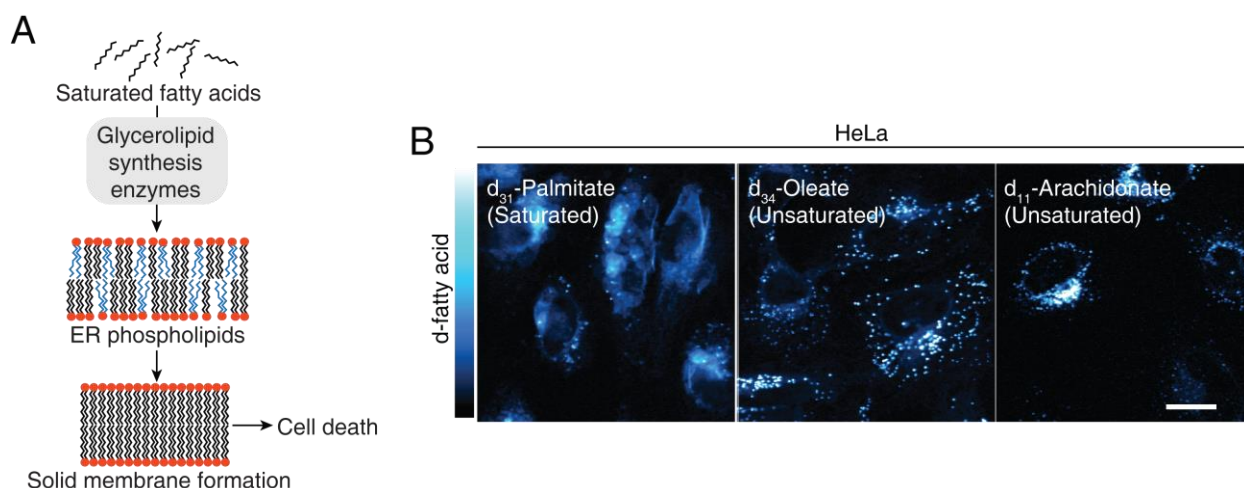 A
Saturated fatty acids
Glycerolipid
synthesis
enzymes
ER phospholipids
Cell death
Solid membrane formation
B
HeLa
d-fatty acid
d31-Palmitate
(Saturated)
d34-Oleate
(Unsaturated)
d11-Arachidonate
(Unsaturated)